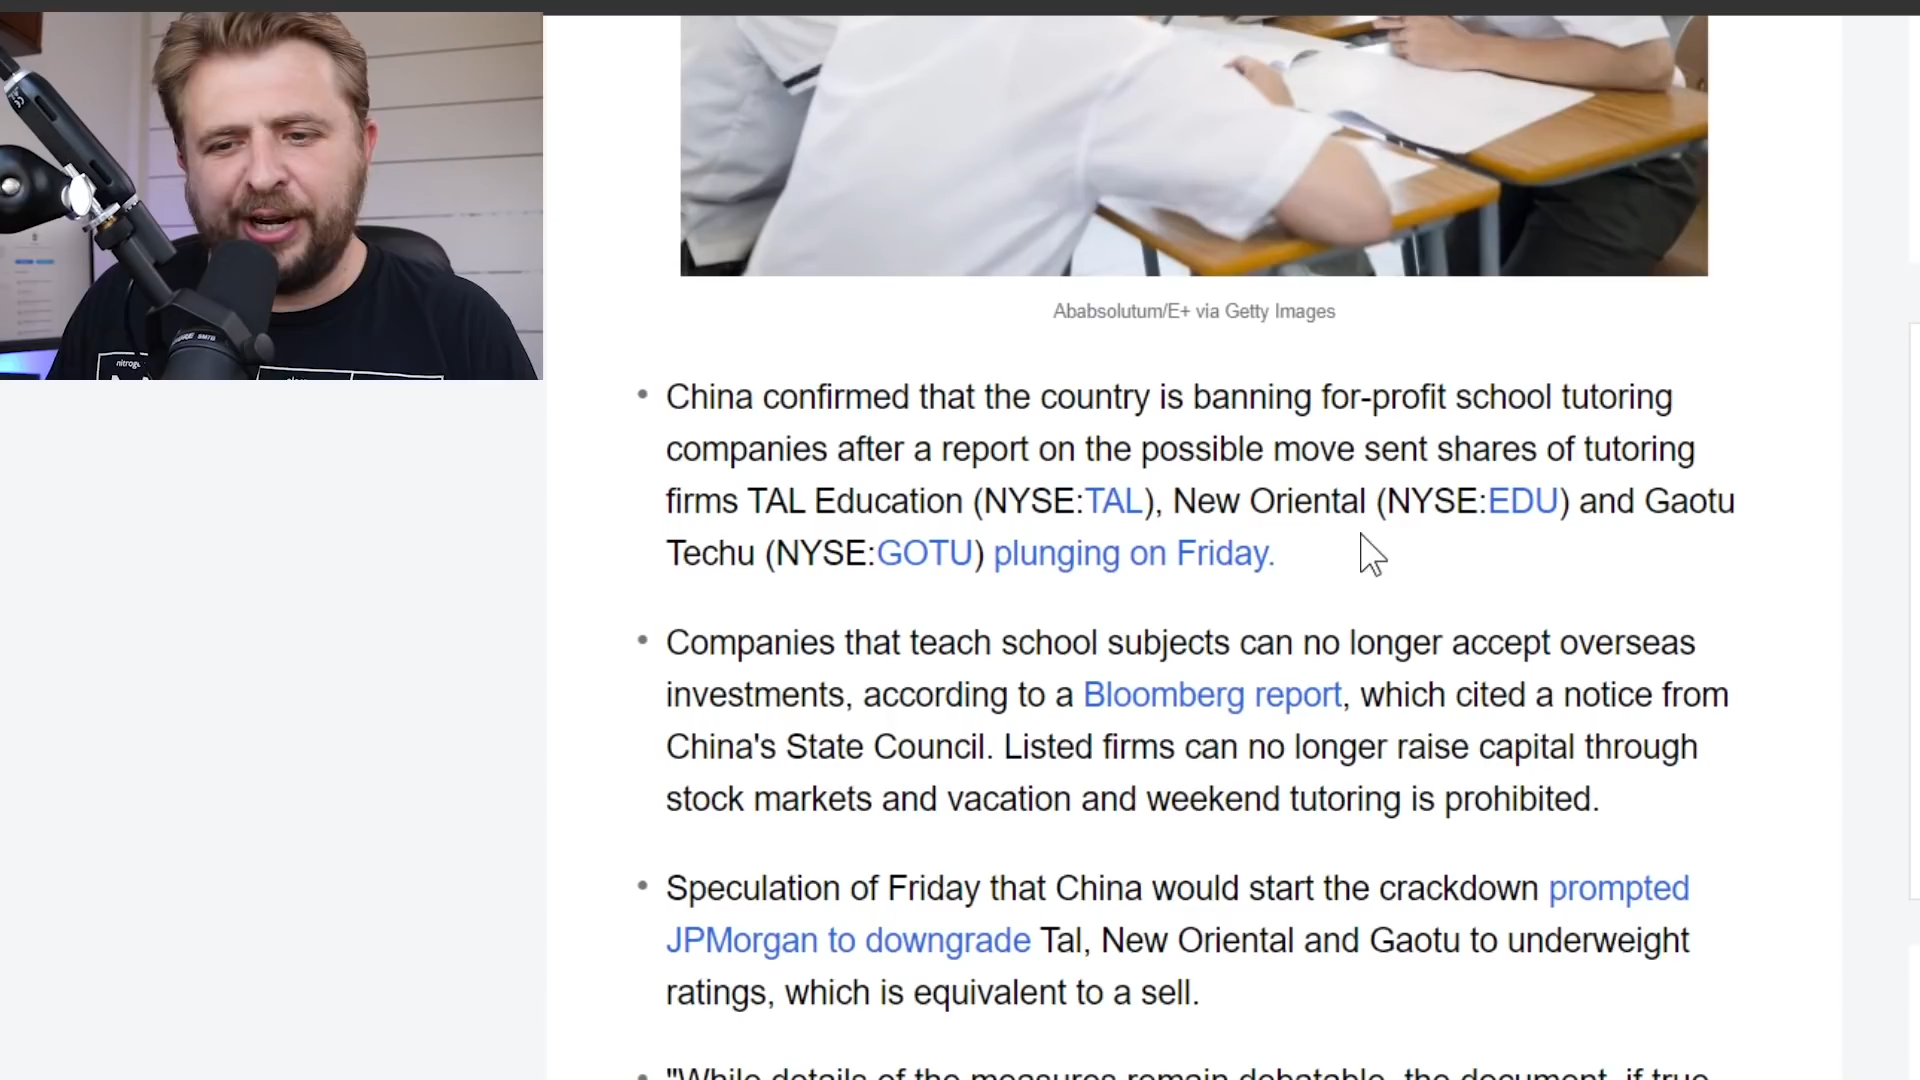 Ababsolutum/E+ via Getty Images
• China confirmed that the country is banning for-profit school tutoring
companies after a report on the possible move sent shares of tutoring
firms TAL Education (NYSE:TAL), New Oriental (NYSE:EDU) and Gaotu
Techu (NYSE:GOTU) plunging on Friday.
• Companies that teach school subjects can no longer accept overseas
investments, according to a Bloomberg report, which cited a notice from
China's State Council. Listed firms can no longer raise capital through
stock markets and vacation and weekend tutoring is prohibited.
• Speculation of Friday that China would start the crackdown prompted
JPMorgan to downgrade Tal, New Oriental and Gaotu to underweight
ratings, which is equivalent to a sell.
• "While details of the measures remain debatable, the document, if true